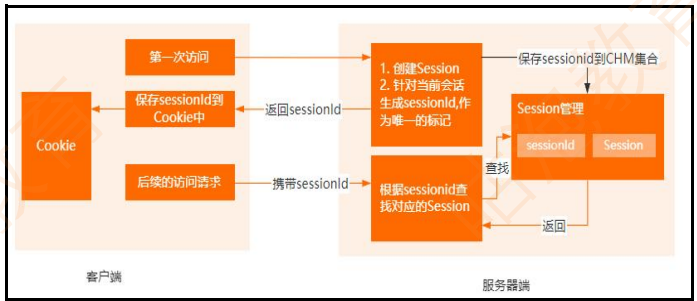 第一次访问
1. 创建Session
2. 针对当前会话
生成sessionId,作
为唯一的标记
保存sessionid到CHM集合
保存sessionId到
Cookie中
返回sessionId
Session管理
sessionId
Session
Cookie
查找
后续的访问请求
携带sessionId
根据sessionid查
找对应的Session
返回
客户端
服务器端